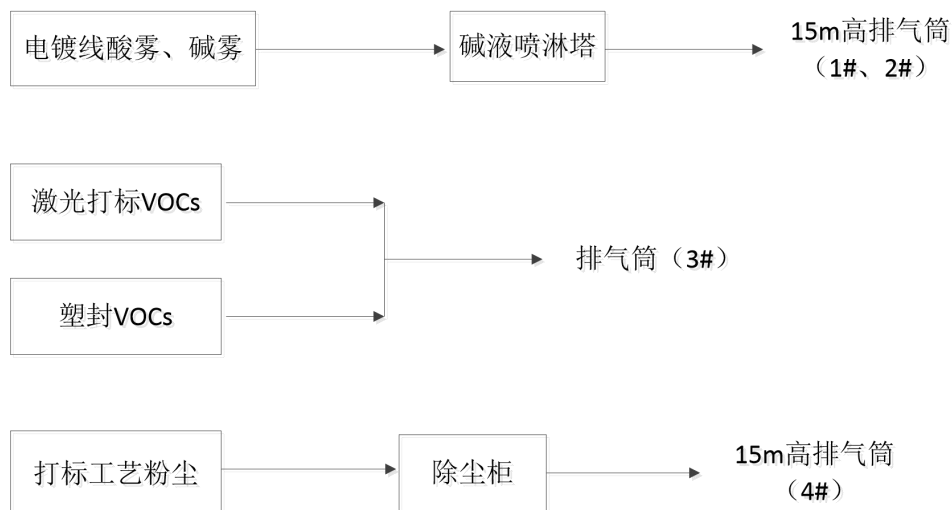 电镀线酸雾、碱雾
碱液喷淋塔
15m高排气筒
（1#、2#）
激光打标VOCs
排气筒（3#）
塑封VOCs
打标工艺粉尘
除尘柜
15m高排气筒
（4#）